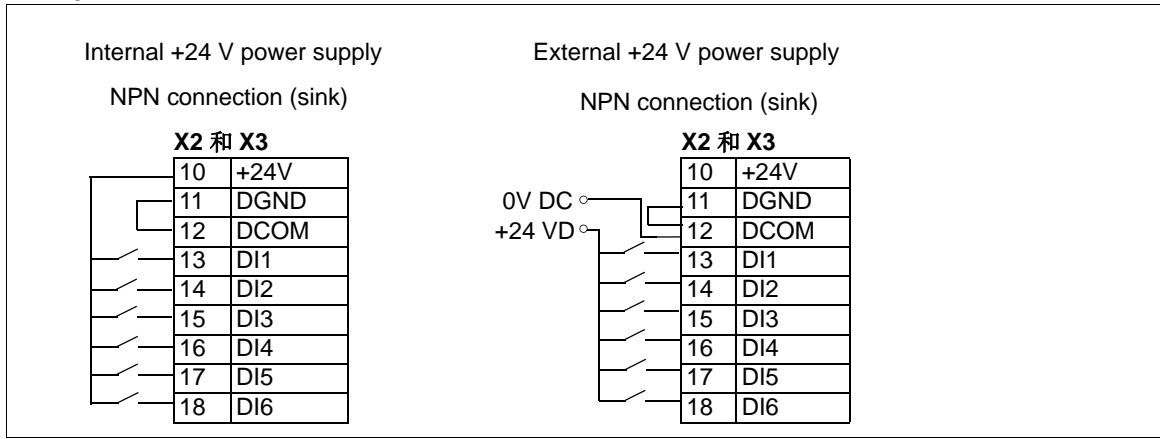 Internal +24 V power supply
NPN connection (sink)
X2 和 X3
10 +24V
11 DGND
12 DCOM
13 DI1
14 DI2
15 DI3
16 DI4
17 DI5
18 DI6
External +24 V power supply
NPN connection (sink)
X2 和 X3
0V DC
+24 VD
10 +24V
11 DGND
12 DCOM
13 DI1
14 DI2
15 DI3
16 DI4
17 DI5
18 DI6